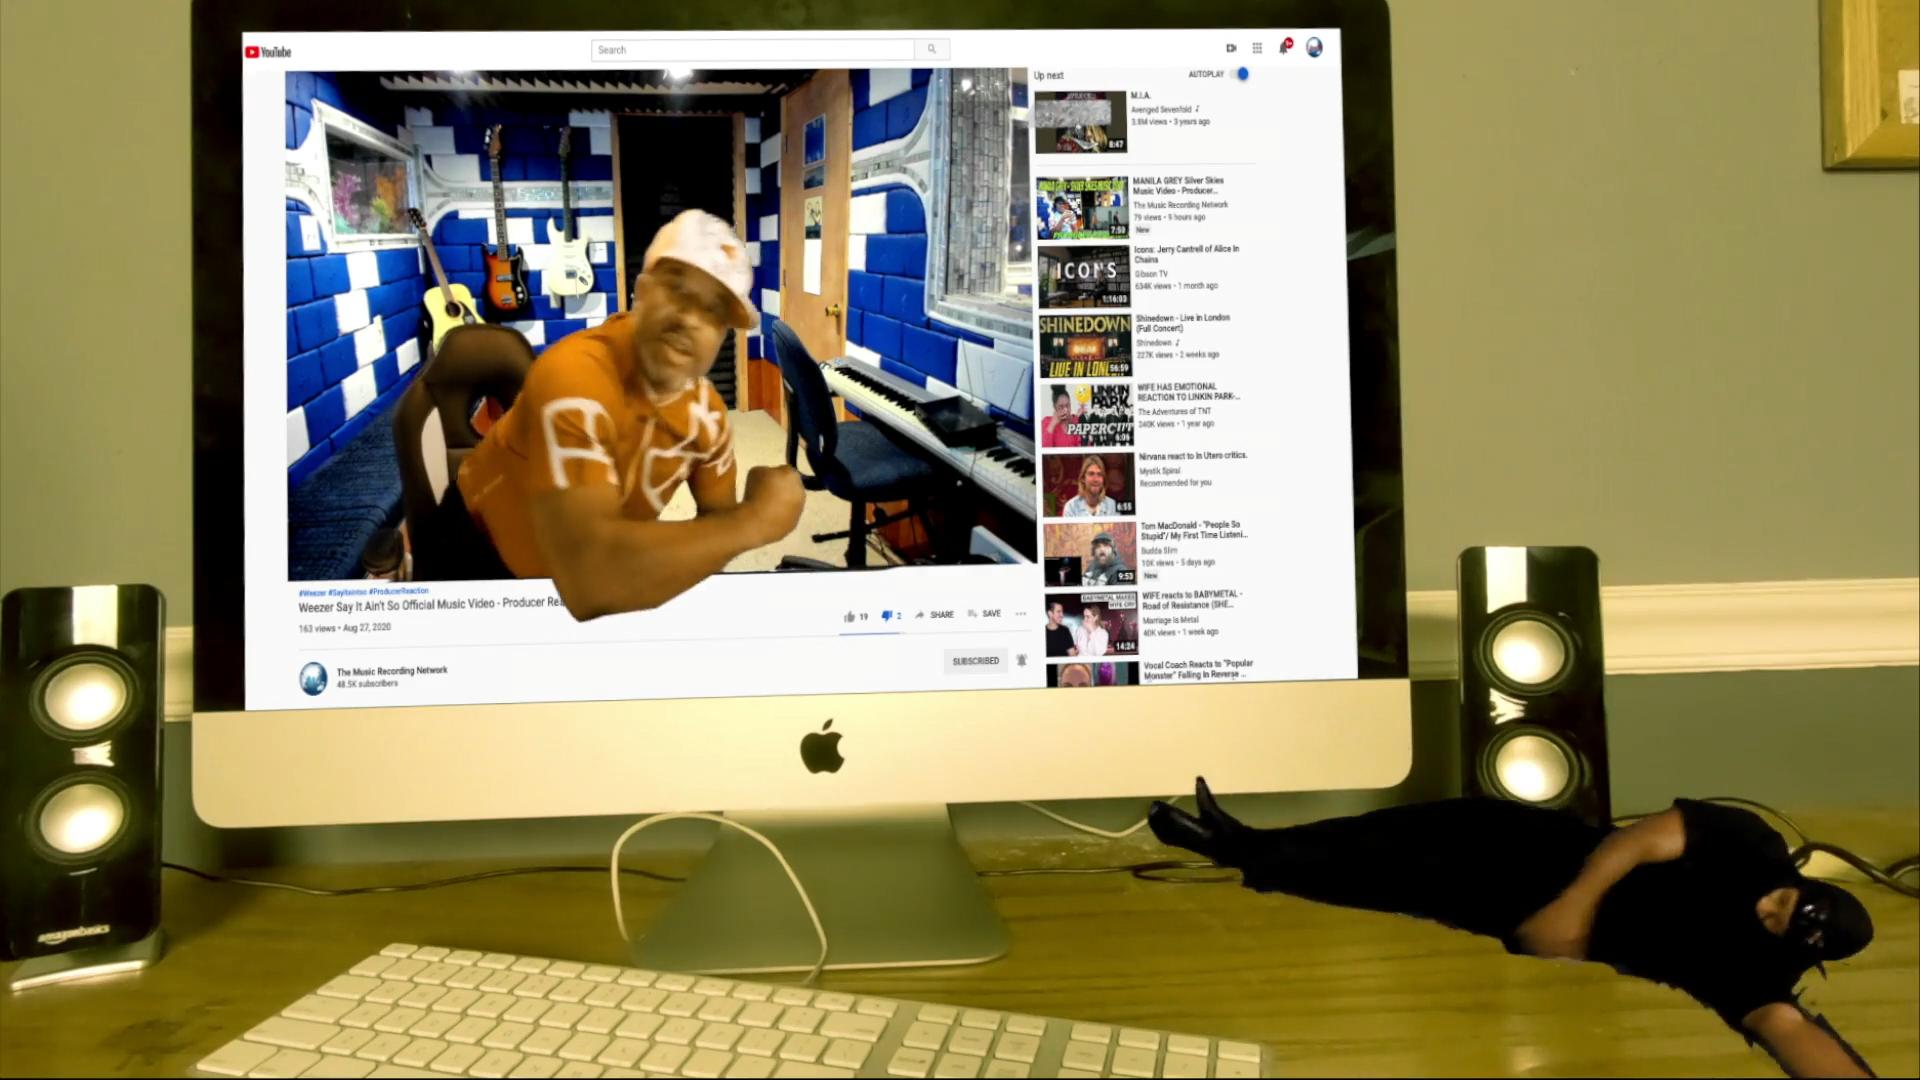 YouTube
Search
9+
Up next
AUTOPLAY
M.I.A.
Avenged Sevenfold
3.8M views • 3 years ago
8:47
MANILA GREY Silver Skies
Music Video - Producer...
The Music Recording Network
79 views • 9 hours ago
New
7:59
Icons: Jerry Cantrell of Alice In
Chains
Gibson TV
634K views • 1 month ago
ICONS
1:16:03
Shinedown - Live in London
(Full Concert)
Shinedown
227K views • 2 weeks ago
SHINEDOWN
LIVE IN LON
56:59
WIFE HAS EMOTIONAL
REACTION TO LINKIN PARK-...
The Adventures of TNT
240K views • 1 year ago
LINKIN
PARK
PAPERCUT
6:06
Nirvana react to In Utero critics.
Mystik Spiral
Recommended for you
6:55
Tom MacDonald - "People So
Stupid"/ My First Time Listeni...
Budda Slim
10K views • 5 days ago
New
9:53
WIFE reacts to BABYMETAL -
Road of Resistance (SHE...
Marriage Is Metal
40K views • 1 week ago
BABYMETAL MAKES
WIFE CRY
14:24
Vocal Coach Reacts to "Popular
Monster" Falling In Reverse ...
#Weezer #SayItAintso #ProducerReaction
Weezer Say It Ain't So Official Music Video - Producer Rea
163 views • Aug 27, 2020
19
2
SHARE
SAVE
The Music Recording Network
48.5K subscribers
SUBSCRIBED
amazonbasics